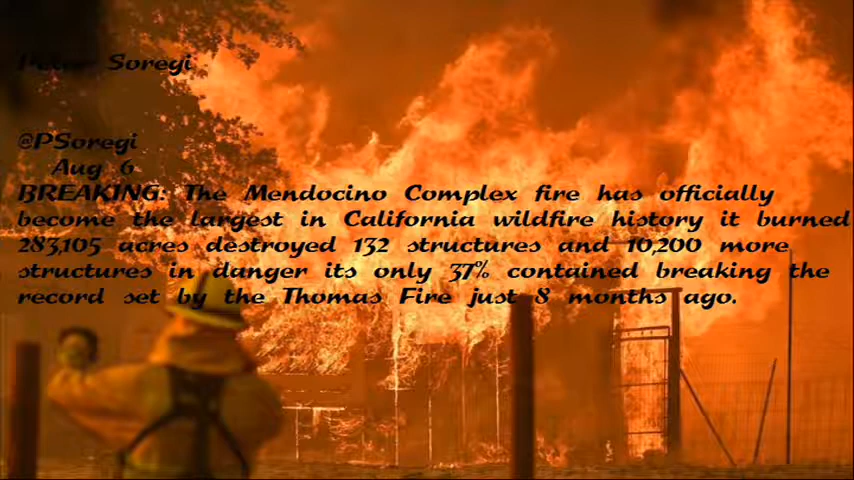 Soregi
@PSoregi
Aug 6
BREAKING: The Mendocino Complex fire has officially
become the largest in California wildfire history it burned
283,105 acres destroyed 132 structures and 10,200 more
structures in danger its only 37% contained breaking the
record set by the Thomas Fire just 8 months ago.